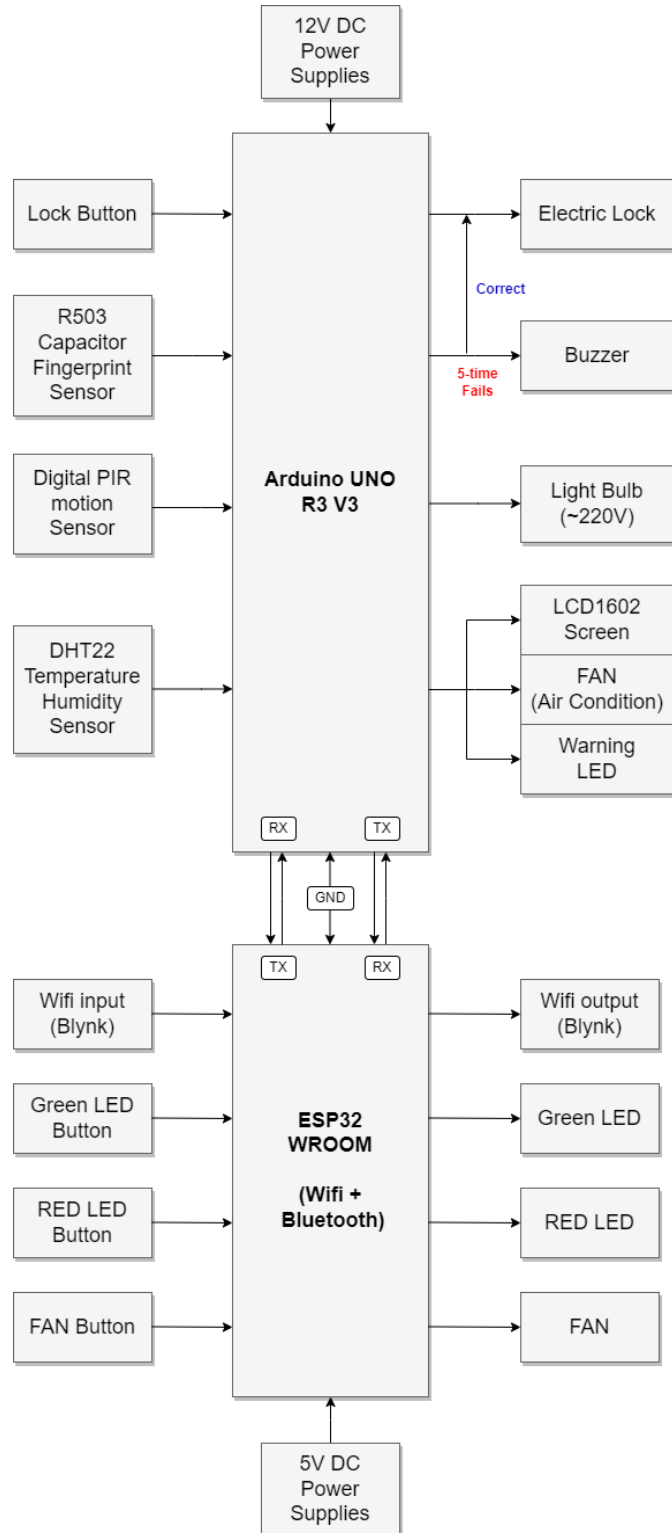 12V DC
Power
Supplies
Lock Button
Electric Lock
Correct
R503
Capacitor
Fingerprint
Sensor
Buzzer
5-time
Fails
Arduino UNO
R3 V3
Digital PIR
motion
Sensor
Light Bulb
(~220V)
DHT22
Temperature
Humidity
Sensor
LCD1602
Screen
FAN
(Air Condition)
Warning
LED
RX
TX
GND
TX
RX
Wifi input
(Blynk)
Wifi output
(Blynk)
Green LED
Button
ESP32
WROOM
(Wifi +
Bluetooth)
Green LED
RED LED
Button
RED LED
FAN Button
FAN
5V DC
Power
Supplies